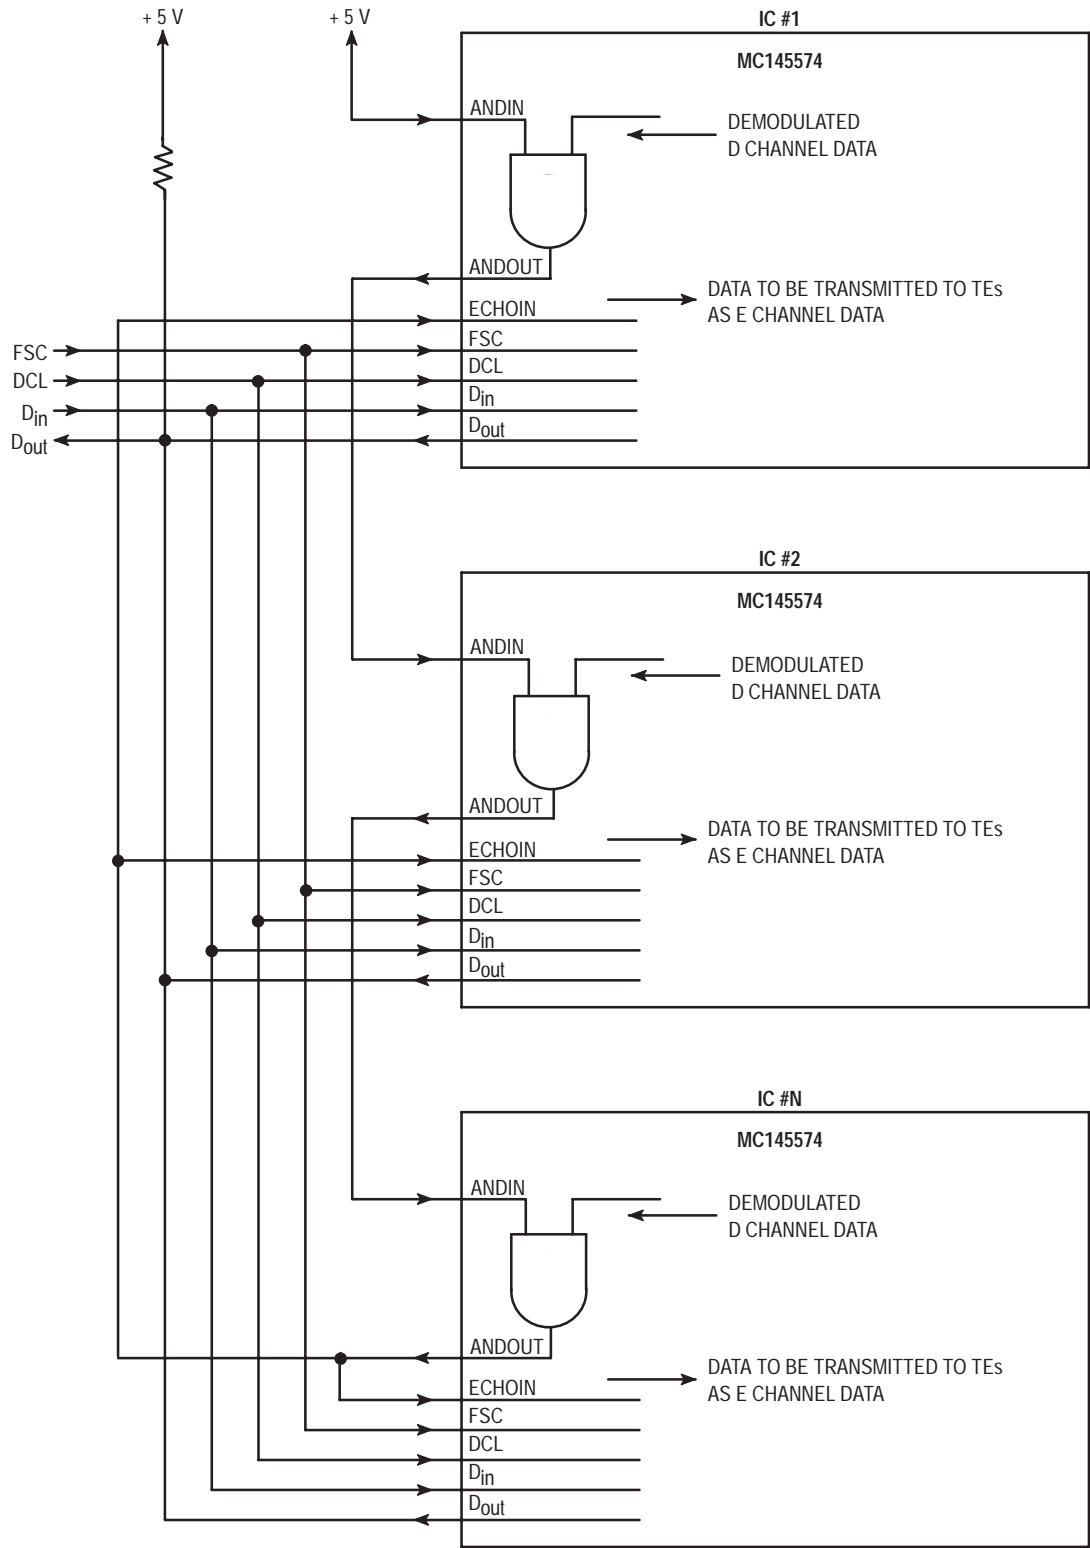 + 5 V
+ 5 V
IC #1
MC145574
ANDIN
DEMODULATED
D CHANNEL DATA
ANDOUT
DATA TO BE TRANSMITTED TO TEs
AS E CHANNEL DATA
ECHOIN
FSC
FSC
DCL
DCL
Din
Din
Dout
Dout
IC #2
MC145574
ANDIN
DEMODULATED
D CHANNEL DATA
ANDOUT
DATA TO BE TRANSMITTED TO TEs
AS E CHANNEL DATA
ECHOIN
FSC
DCL
Din
Dout
IC #N
MC145574
ANDIN
DEMODULATED
D CHANNEL DATA
ANDOUT
DATA TO BE TRANSMITTED TO TEs
AS E CHANNEL DATA
ECHOIN
FSC
DCL
Din
Dout